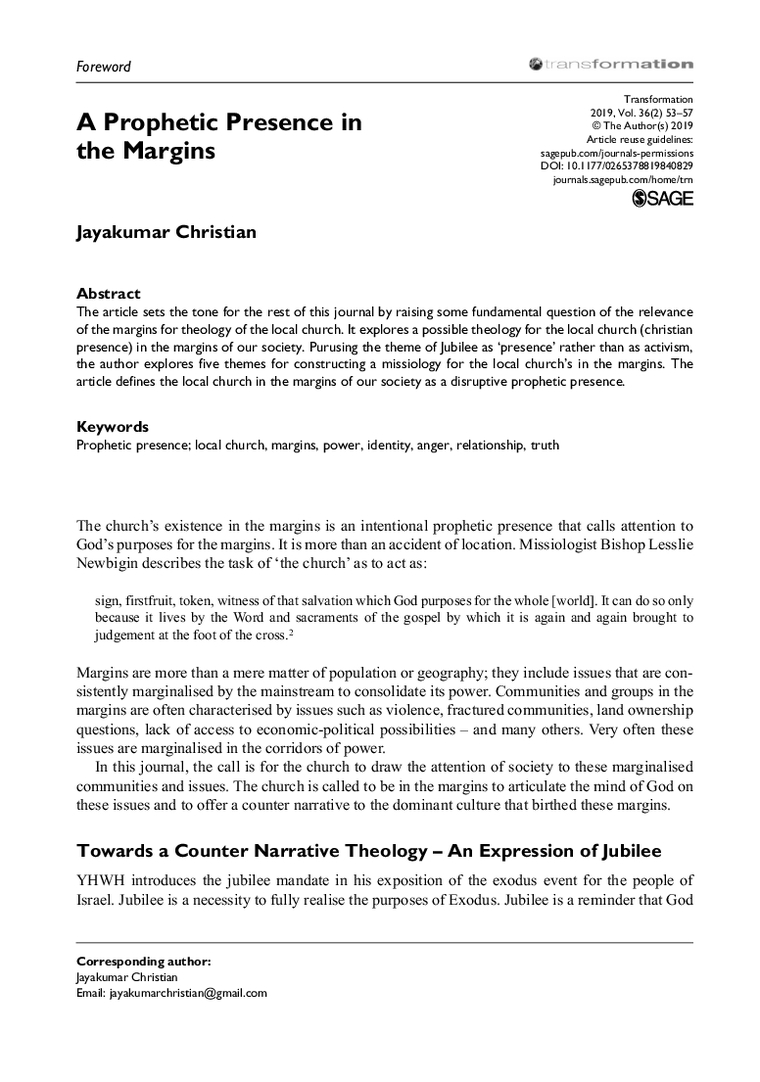 Foreword
transformation
A Prophetic Presence in
the Margins
Transformation
2019, Vol. 36(2) 53–57
© The Author(s) 2019
Article reuse guidelines:
sagepub.com/journals-permissions
DOI: 10.1177/0265378819840829
journals.sagepub.com/home/trn
SAGE
Jayakumar Christian
Abstract
The article sets the tone for the rest of this journal by raising some fundamental question of the relevance
of the margins for theology of the local church. It explores a possible theology for the local church (christian
presence) in the margins of our society. Purusing the theme of Jubilee as ‘presence’ rather than as activism,
the author explores five themes for constructing a missiology for the local church’s in the margins. The
article defines the local church in the margins of our society as a disruptive prophetic presence.
Keywords
Prophetic presence; local church, margins, power, identity, anger, relationship, truth
The church’s existence in the margins is an intentional prophetic presence that calls attention to
God’s purposes for the margins. It is more than an accident of location. Missiologist Bishop Lesslie
Newbigin describes the task of ‘the church’ as to act as:
sign, firstfruit, token, witness of that salvation which God purposes for the whole [world]. It can do so only
because it lives by the Word and sacraments of the gospel by which it is again and again brought to
judgement at the foot of the cross.²
Margins are more than a mere matter of population or geography; they include issues that are con-
sistently marginalised by the mainstream to consolidate its power. Communities and groups in the
margins are often characterised by issues such as violence, fractured communities, land ownership
questions, lack of access to economic-political possibilities – and many others. Very often these
issues are marginalised in the corridors of power.
In this journal, the call is for the church to draw the attention of society to these marginalised
communities and issues. The church is called to be in the margins to articulate the mind of God on
these issues and to offer a counter narrative to the dominant culture that birthed these margins.
Towards a Counter Narrative Theology – An Expression of Jubilee
YHWH introduces the jubilee mandate in his exposition of the exodus event for the people of
Israel. Jubilee is a necessity to fully realise the purposes of Exodus. Jubilee is a reminder that God
Corresponding author:
Jayakumar Christian
Email: jayakumarchristian@gmail.com